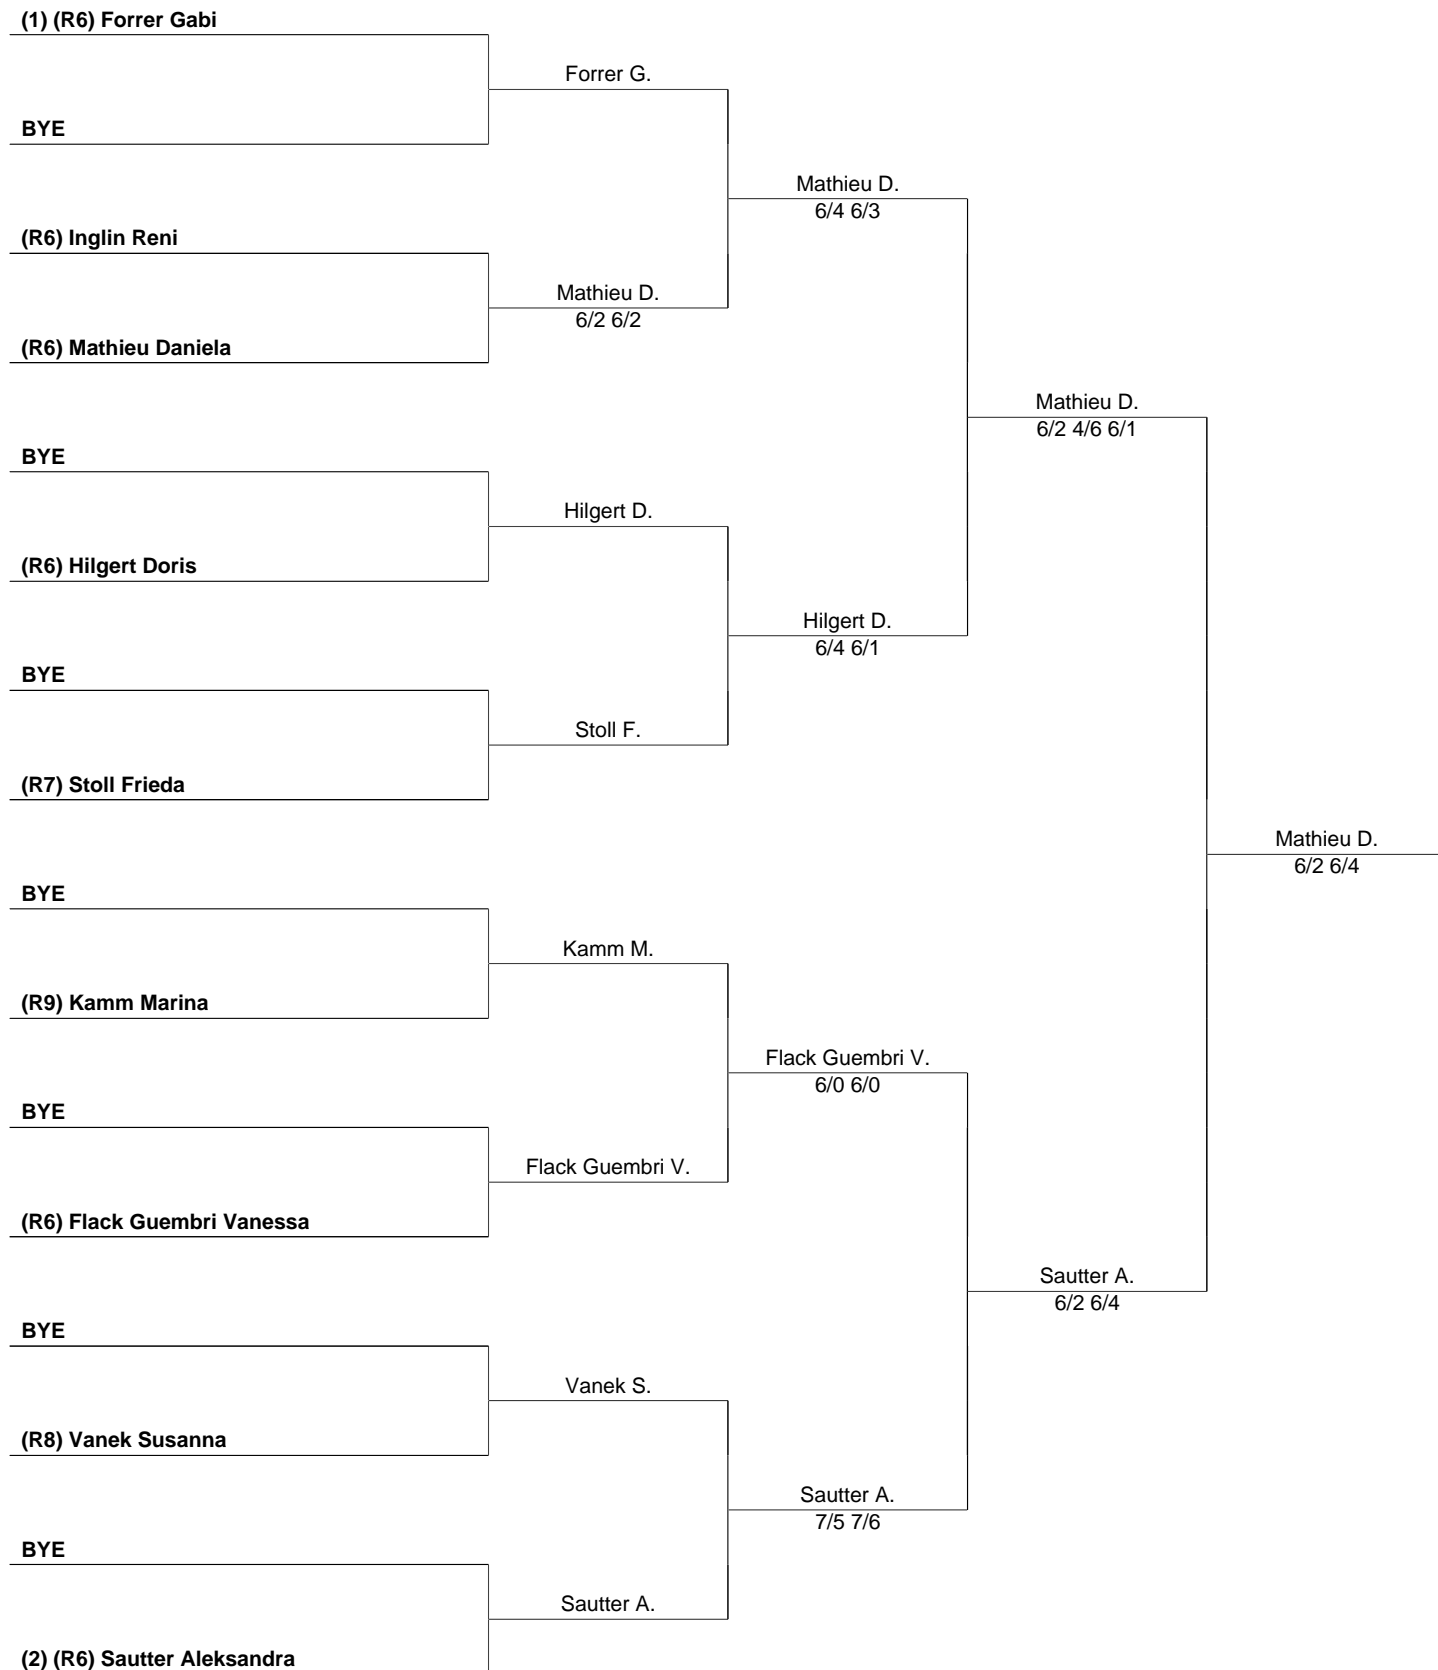 (1) (R6) Forrer Gabi
Forrer G.
BYE
Mathieu D.
6/4 6/3
(R6) Inglin Reni
Mathieu D.
6/2 6/2
(R6) Mathieu Daniela
Mathieu D.
6/2 4/6 6/1
BYE
Hilgert D.
(R6) Hilgert Doris
Hilgert D.
6/4 6/1
BYE
Stoll F.
(R7) Stoll Frieda
Mathieu D.
6/2 6/4
BYE
Kamm M.
(R9) Kamm Marina
Flack Guembri V.
6/0 6/0
BYE
Flack Guembri V.
(R6) Flack Guembri Vanessa
Sautter A.
6/2 6/4
BYE
Vanek S.
(R8) Vanek Susanna
Sautter A.
7/5 7/6
BYE
Sautter A.
(2) (R6) Sautter Aleksandra